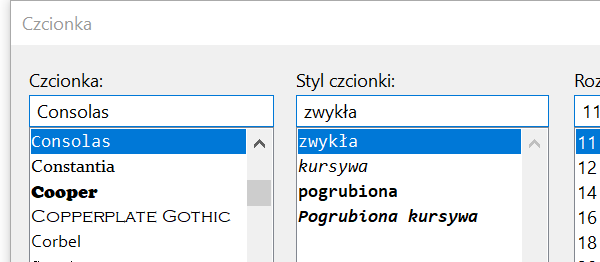 Czcionka
Czcionka: Styl czcionki: Roz
Consolas zwykła 11
Consolas zwykła 11
Constantia kursywa 12
Cooper pogrubiona 14
COPPERPLATE GOTHIC Pogrubiona kursywa 16
Corbel 18